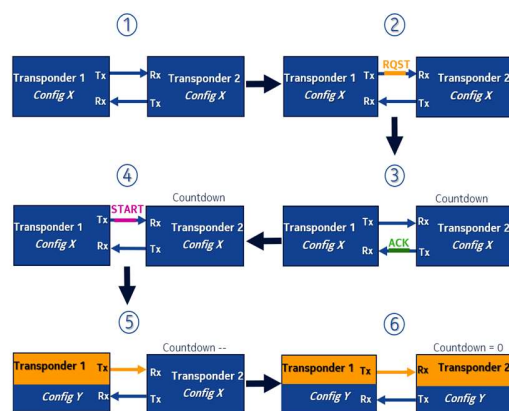 ①
Transponder 1
Config X
Tx
Rx
Rx
Tx
Transponder 2
Config X
②
Transponder 1
Config X
Tx
Rx
RQST
Rx
Tx
Transponder 2
Config X
④
Transponder 1
Config X
Tx
Rx
START
Countdown
Rx
Tx
Transponder 2
Config X
③
Transponder 1
Config X
Tx
Rx
ACK
Countdown
Rx
Tx
Transponder 2
Config X
⑤
Transponder 1
Config Y
Tx
Rx
Countdown --
Rx
Tx
Transponder 2
Config X
⑥
Transponder 1
Config Y
Tx
Rx
Countdown = 0
Rx
Tx
Transponder 2
Config Y